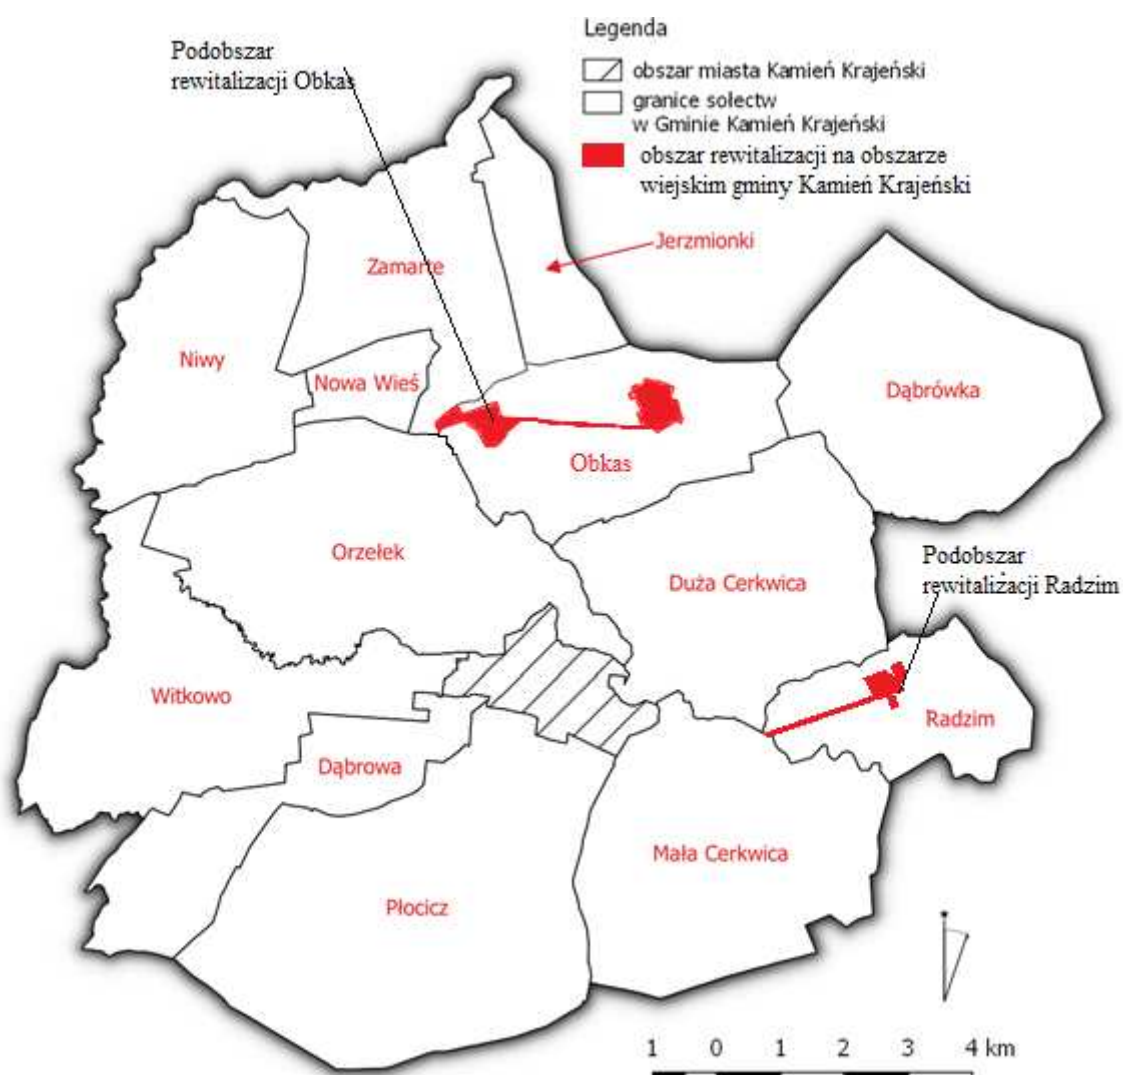 Podobszar
rewitalizacji Obkas
Legenda
obszar miasta Kamień Krajeński
granice sołectw
w Gminie Kamień Krajeński
obszar rewitalizacji na obszarze
wiejskim gminy Kamień Krajeński
Jerzmionki
Zamarte
Niwy
Nowa Wieś
Dąbrówka
Obkas
Orzełek
Duża Cerkwica
Podobszar
rewitalizacji Radzim
Witkowo
Radzim
Dąbrowa
Mała Cerkwica
Płocicz
1 0 1 2 3 4 km